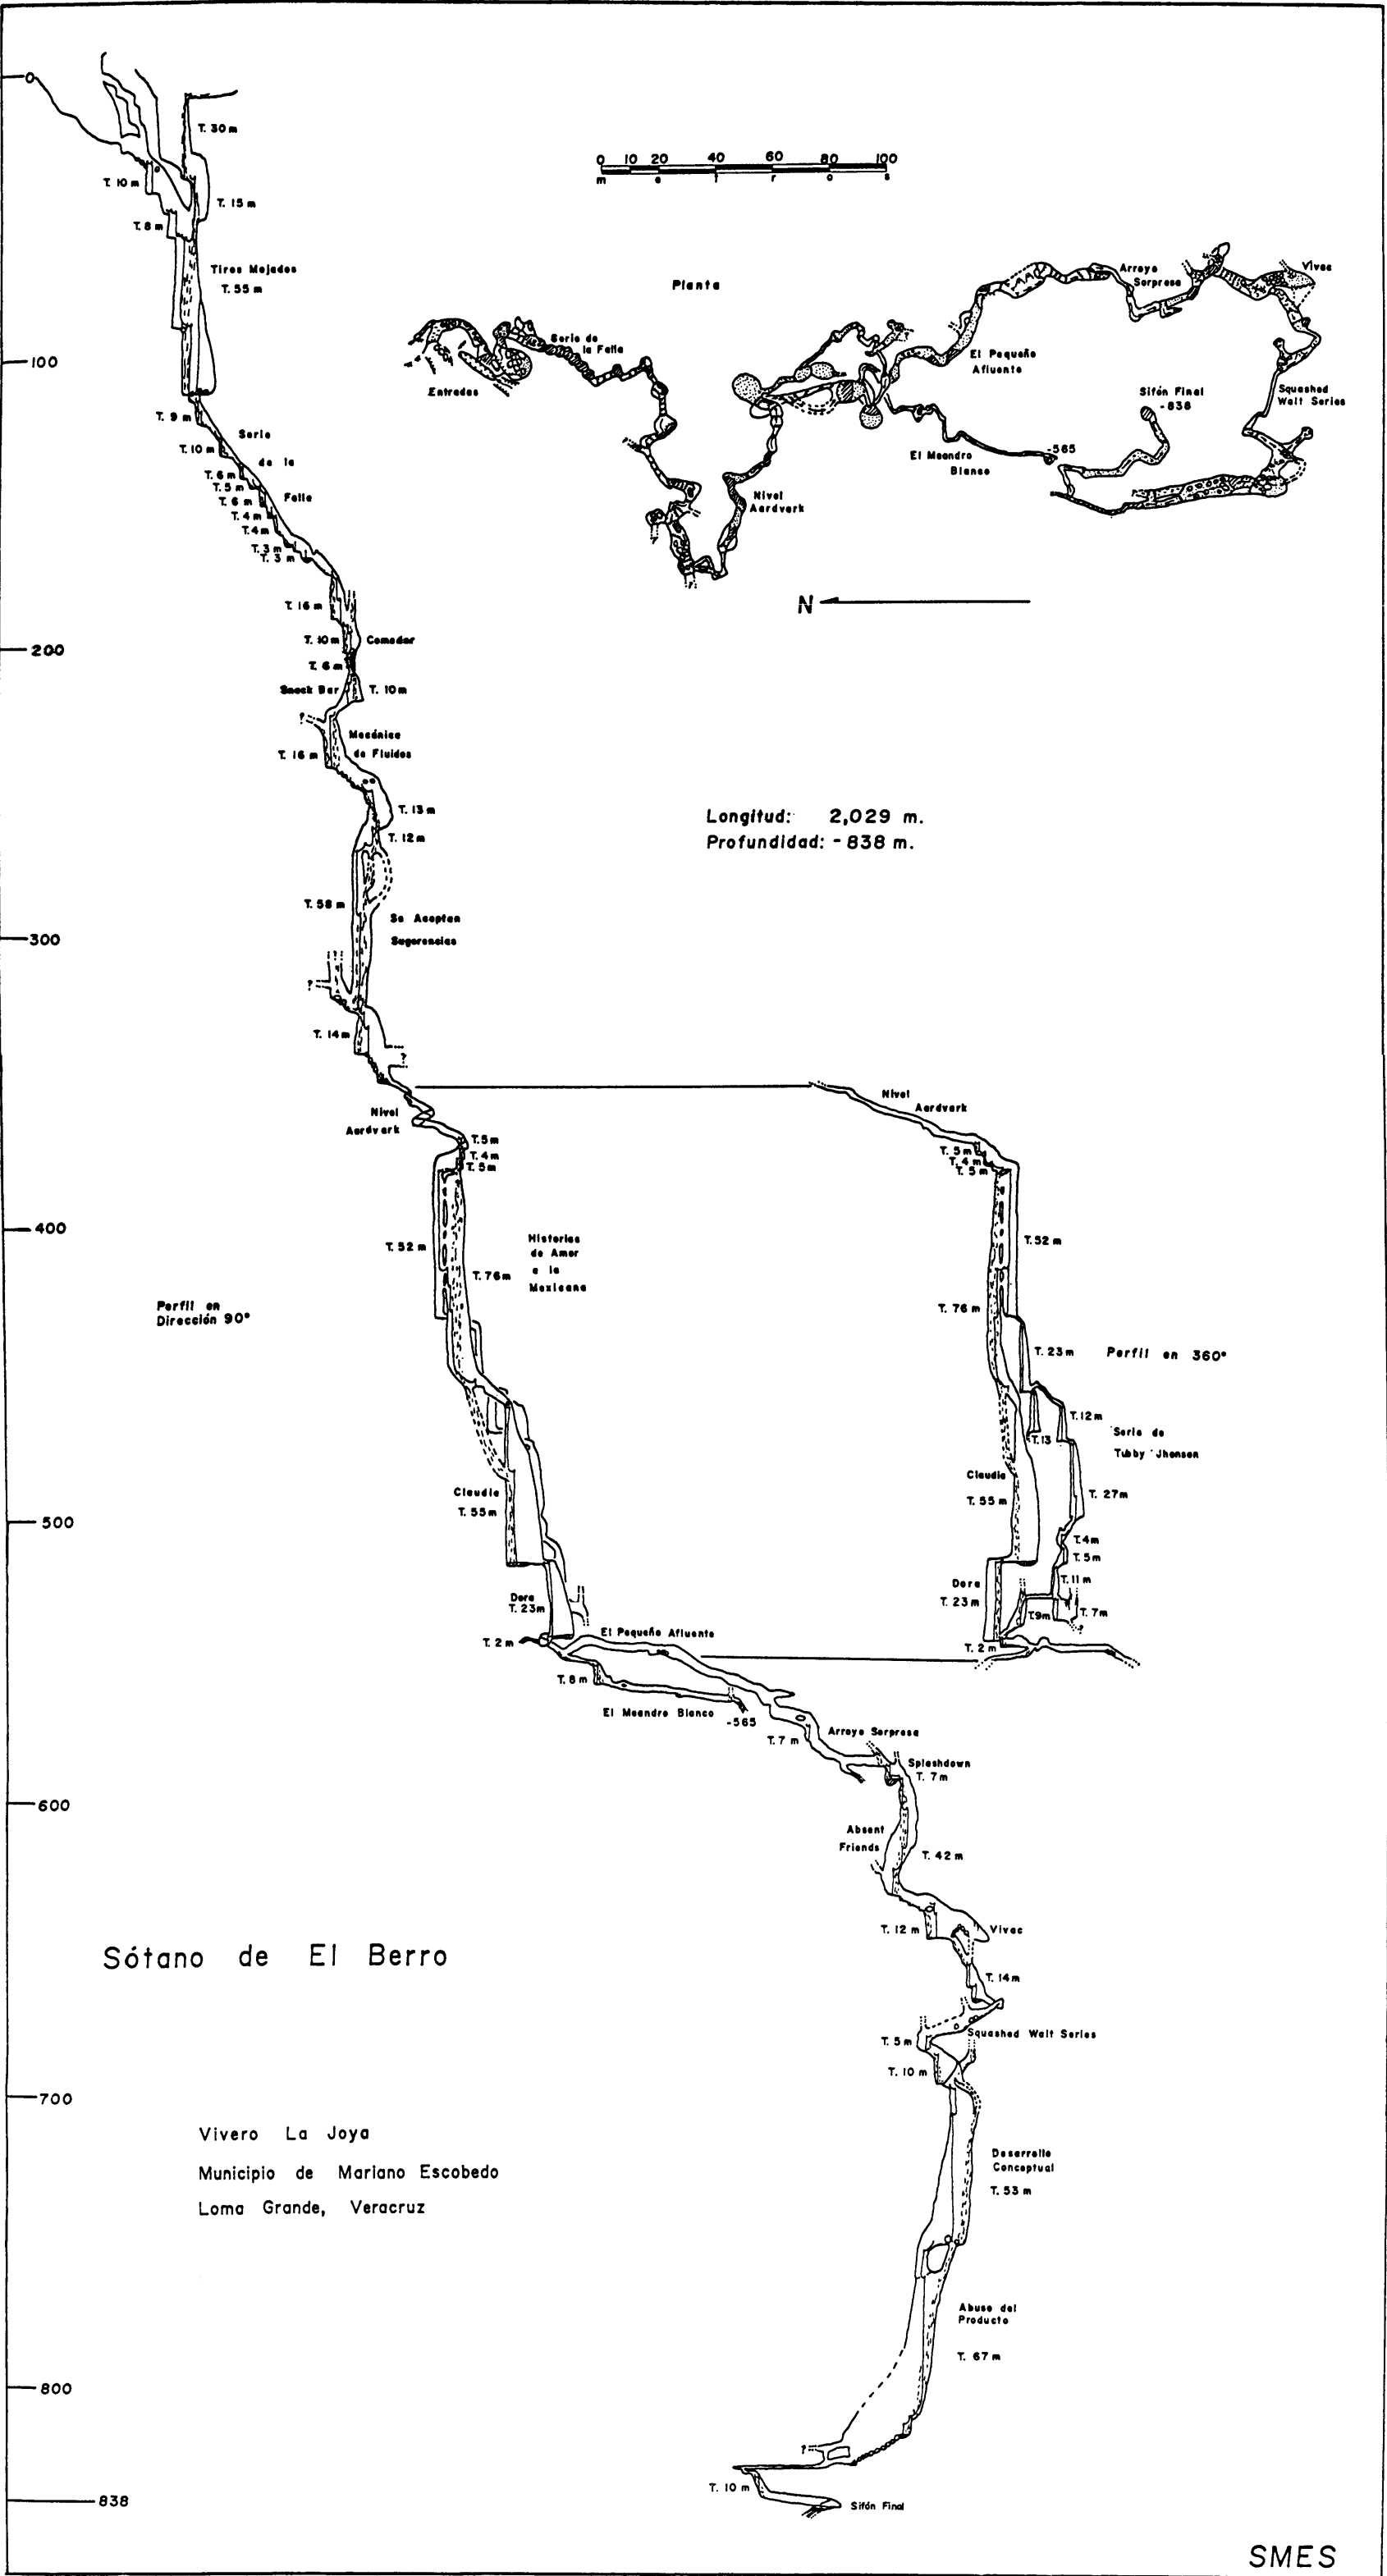 0
T. 30 m
T. 10 m
T. 15 m
T. 8 m
Tiros Mojados
T. 55 m
100
T. 9 m
Serie
de la
Falla
T. 10 m
T. 6 m
T. 5 m
T. 6 m
T. 4 m
T. 4 m
T. 3 m
T. 3 m
T. 16 m
200
T. 10 m
Comedor
T. 6 m
Snack Bar
T. 10 m
?
Mecánica
de Fluidos
T. 16 m
T. 13 m
T. 12 m
T. 58 m
Se Aceptan
Sugerencias
300
?
T. 14 m
?
Nivel
Aardvark
T. 5 m
T. 4 m
T. 5 m
400
T. 52 m
Historias
de Amor
a la
Mexicana
T. 76 m
Perfil en
Dirección 90°
Claudia
T. 55 m
500
Dora
T. 23 m
T. 2 m
El Pequeño Afluente
T. 8 m
El Meandro Blanco
-565
T. 7 m
Arroyo Sorpresa
Splashdown
T. 7 m
600
Absent
Friends
T. 42 m
T. 12 m
Vivac
T. 14 m
Squashed Walt Series
T. 5 m
T. 10 m
700
Desarrollo
Conceptual
T. 53 m
Abuso del
Producto
T. 67 m
800
?
T. 10 m
Sifón Final
838
0 10 20 40 60 80 100
m e t r o s
Planta
Entradas
Serie de
la Falla
?
?
?
Nivel
Aardvark
El Pequeño
Afluente
El Meandro
Blanco
-565
Arroyo
Sorpresa
Vivac
Squashed
Walt Series
Sifón Final
-838
N
Longitud: 2,029 m.
Profundidad: - 838 m.
Nivel
Aardvark
T. 5 m
T. 4 m
T. 5 m
T. 52 m
T. 76 m
T. 23 m
Perfil en 360°
T. 12 m
T. 13
Serie de
Tubby Jhonson
Claudia
T. 55 m
T. 27 m
T. 4 m
T. 5 m
T. 11 m
Dora
T. 23 m
T. 9 m
T. 7 m
?
T. 2 m
Sótano de El Berro
Vivero La Joya
Municipio de Mariano Escobedo
Loma Grande, Veracruz
SMES